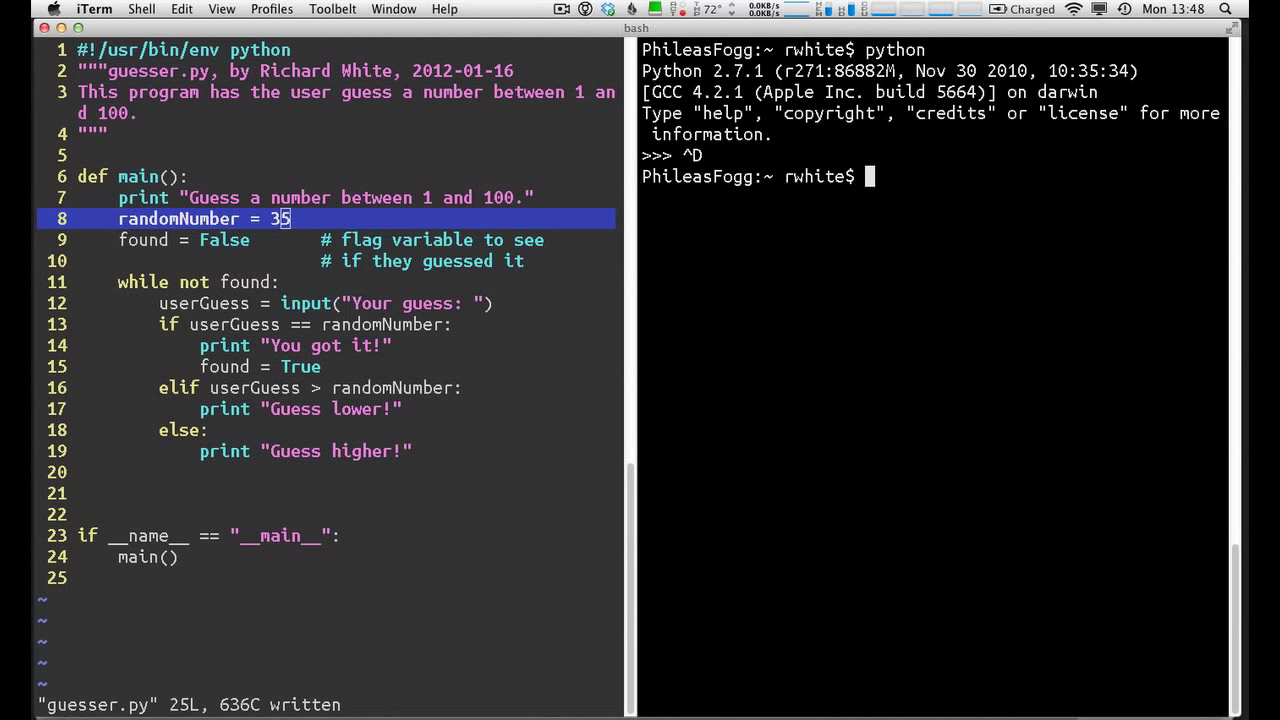 iTerm Shell Edit View Profiles Toolbelt Window Help 72° 0.0KB/s 0.0KB/s Charged Mon 13:48
bash
1 #!/usr/bin/env python
2 """guesser.py, by Richard White, 2012-01-16
3 This program has the user guess a number between 1 an
d 100.
4 """
5
6 def main():
7 print "Guess a number between 1 and 100."
8 randomNumber = 35
9 found = False # flag variable to see
10 # if they guessed it
11 while not found:
12 userGuess = input("Your guess: ")
13 if userGuess == randomNumber:
14 print "You got it!"
15 found = True
16 elif userGuess > randomNumber:
17 print "Guess lower!"
18 else:
19 print "Guess higher!"
20
21
22
23 if __name__ == "__main__":
24 main()
25
~
~
~
~
~
"guesser.py" 25L, 636C written
PhileasFogg:~ rwhite$ python
Python 2.7.1 (r271:86882M, Nov 30 2010, 10:35:34)
[GCC 4.2.1 (Apple Inc. build 5664)] on darwin
Type "help", "copyright", "credits" or "license" for more
information.
>>> ^D
PhileasFogg:~ rwhite$